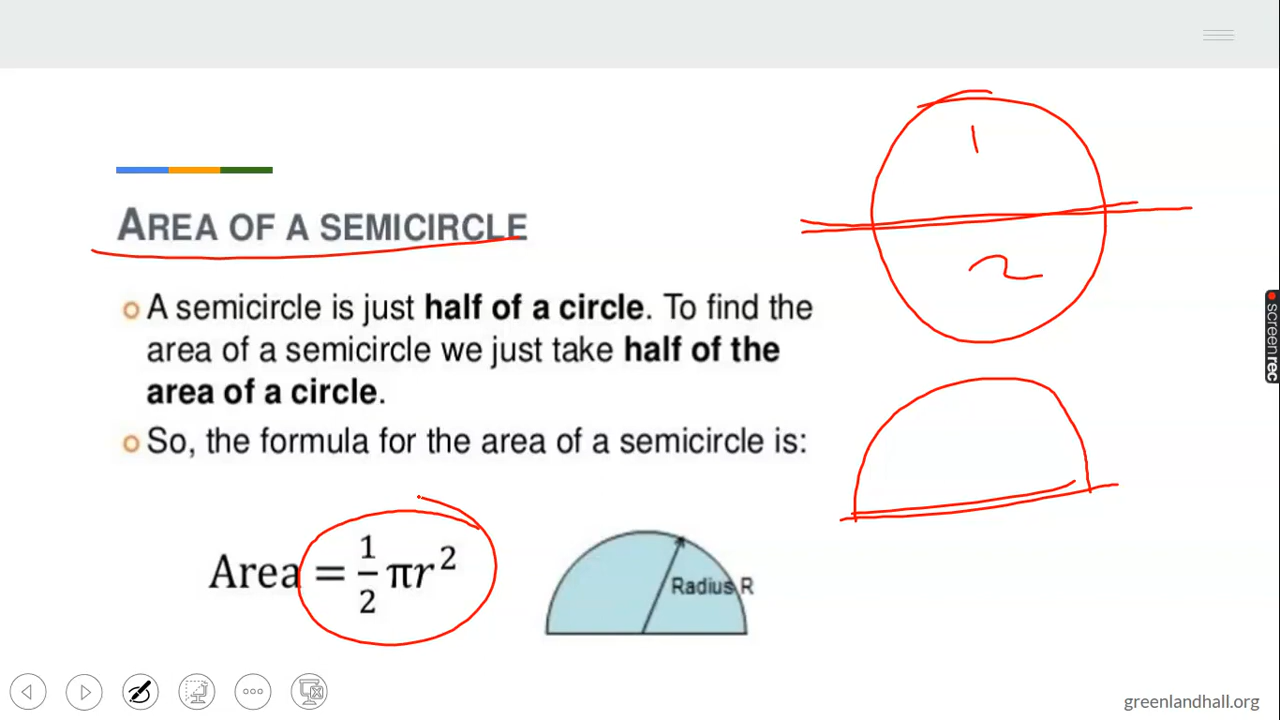 AREA OF A SEMICIRCLE
A semicircle is just half of a circle. To find the
area of a semicircle we just take half of the
area of a circle.
So, the formula for the area of a semicircle is:
Area = 1/2 πr²
Radius R
1
2
screenrec
greenlandhall.org